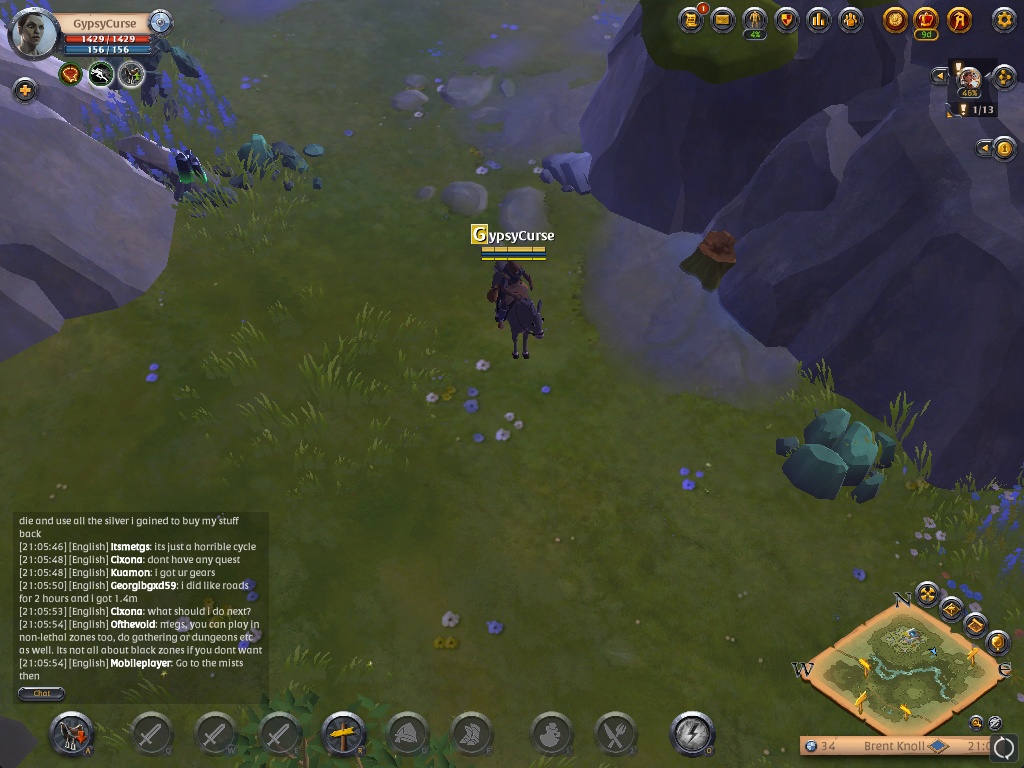 GypsyCurse
1429 / 1429
156 / 156
1
4%
9d
46%
1/13
GypsyCurse
die and use all the silver i gained to buy my stuff
back
[21:05:46] [English] Itsmetgs: its just a horrible cycle
[21:05:48] [English] Cixona: dont have any quest
[21:05:48] [English] Kuamon: i got ur gears
[21:05:50] [English] Georgibgxd59: i did like roads
for 2 hours and i got 1.4m
[21:05:53] [English] Cixona: what should i do next?
[21:05:54] [English] Ofthevoid: megs, you can play in
non-lethal zones too, do gathering or dungeons etc
as well. Its not all about black zones if you dont want
[21:05:54] [English] Mobileplayer: Go to the mists
then
Chat
N
W
E
A
Q
W
R
34
Brent Knoll